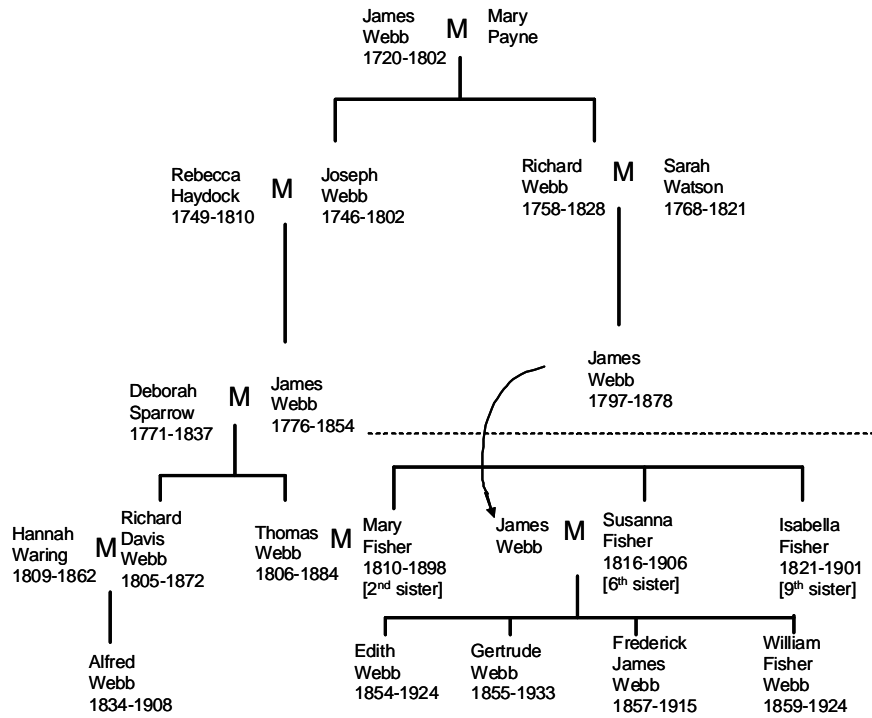 James
Webb
1720-1802
M
Mary
Payne
Rebecca
Haydock
1749-1810
M
Joseph
Webb
1746-1802
Richard
Webb
1758-1828
M
Sarah
Watson
1768-1821
Deborah
Sparrow
1771-1837
M
James
Webb
1776-1854
James
Webb
1797-1878
Hannah
Waring
1809-1862
M
Richard
Davis
Webb
1805-1872
Thomas
Webb
1806-1884
M
Mary
Fisher
1810-1898
[2nd sister]
James
Webb
M
Susanna
Fisher
1816-1906
[6th sister]
Isabella
Fisher
1821-1901
[9th sister]
Alfred
Webb
1834-1908
Edith
Webb
1854-1924
Gertrude
Webb
1855-1933
Frederick
James
Webb
1857-1915
William
Fisher
Webb
1859-1924